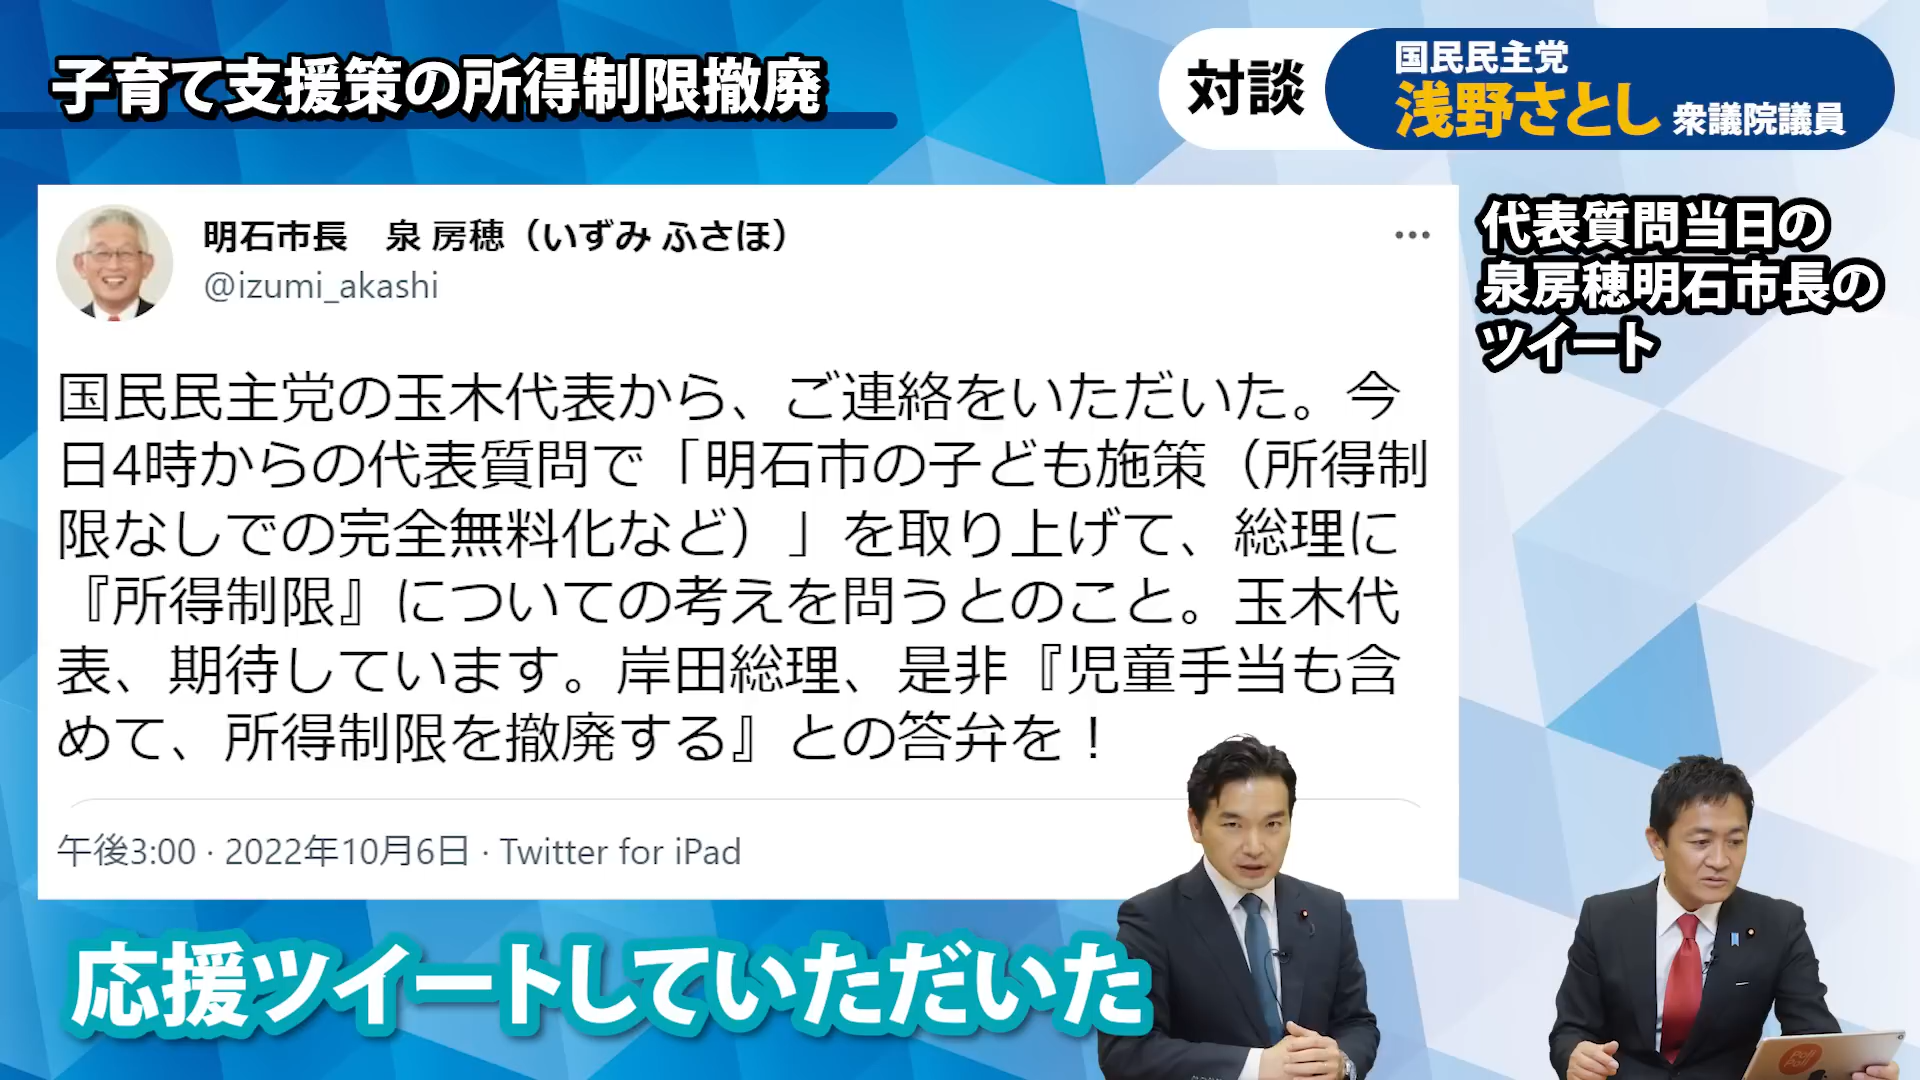 子育て支援策の所得制限撤廃
対談
国民民主党
浅野さとし 衆議院議員
明石市長 泉 房穂（いずみ ふさほ）
@izumi_akashi
代表質問当日の
泉房穂明石市長の
ツイート
国民民主党の玉木代表から、ご連絡をいただいた。今
日4時からの代表質問で「明石市の子ども施策（所得制
限なしでの完全無料化など）」を取り上げて、総理に
『所得制限』についての考えを問うとのこと。玉木代
表、期待しています。岸田総理、是非『児童手当も含
めて、所得制限を撤廃する』との答弁を！
午後3:00 · 2022年10月6日 · Twitter for iPad
応援ツイートしていただいた
Poli
Poli